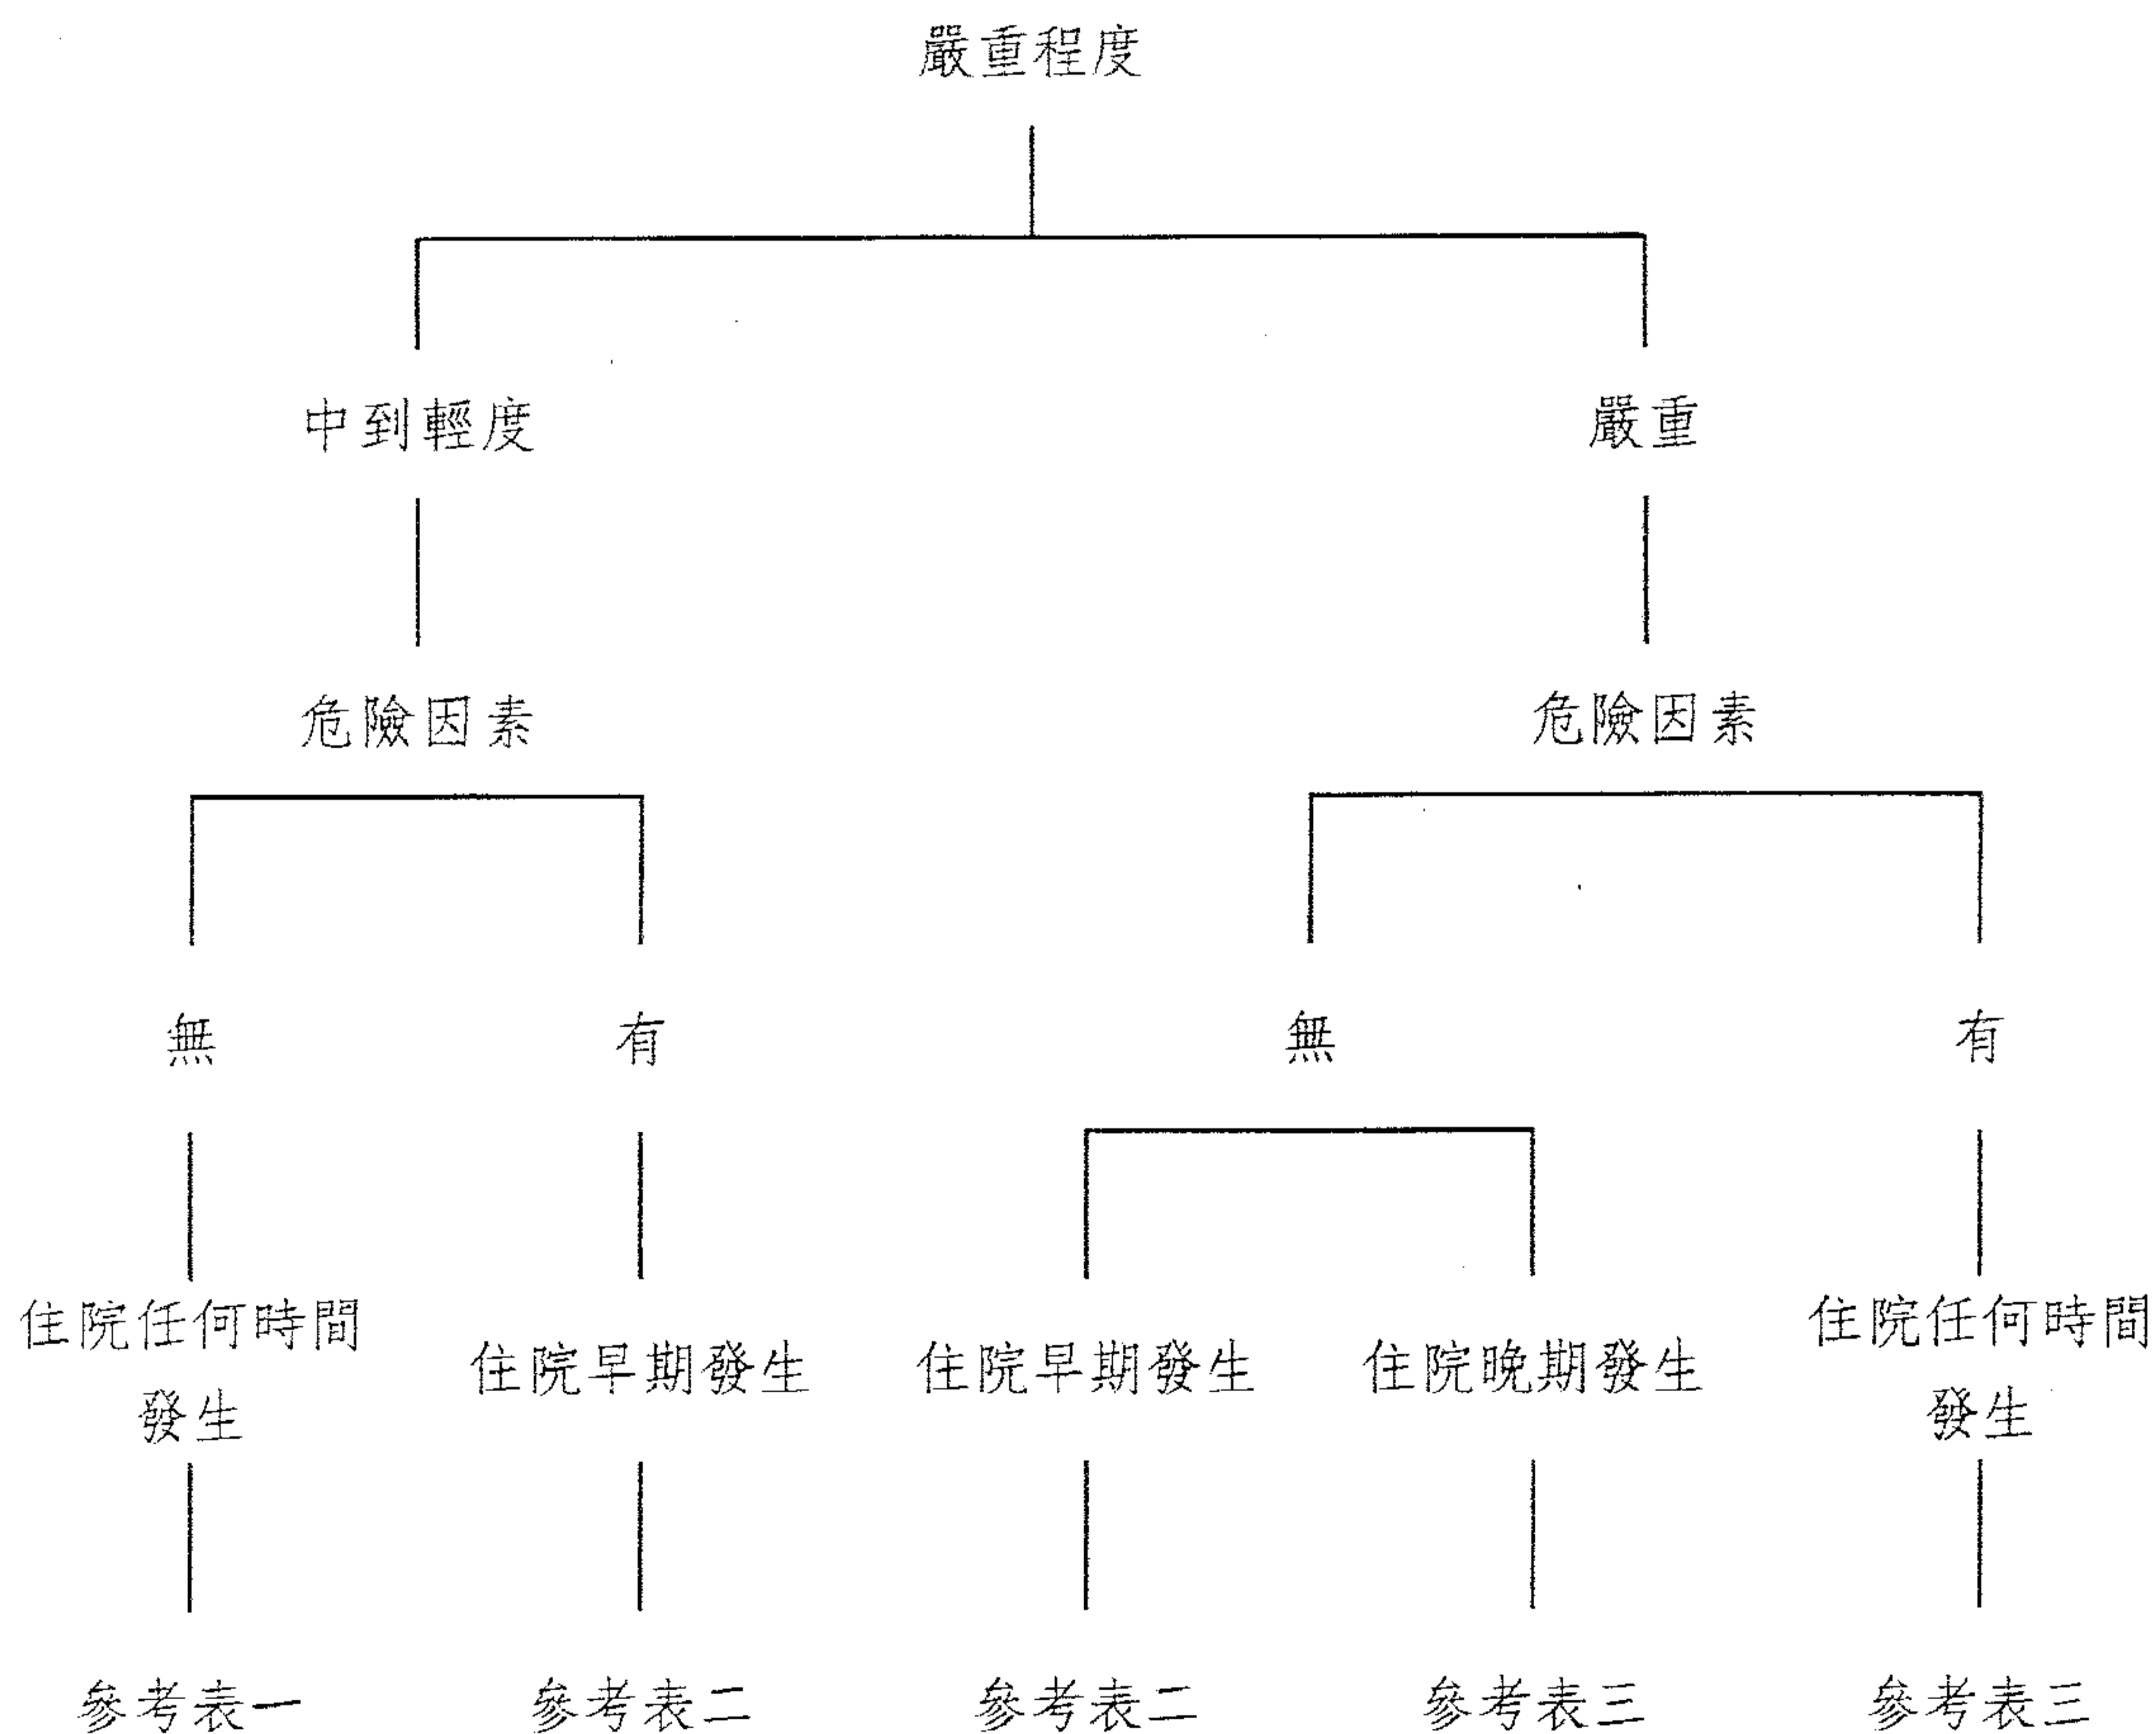 嚴重程度
中到輕度
嚴重
危險因素
危險因素
無
有
無
有
住院任何時間
發生
住院早期發生
住院早期發生
住院晚期發生
住院任何時間
發生
參考表一
參考表二
參考表二
參考表三
參考表三